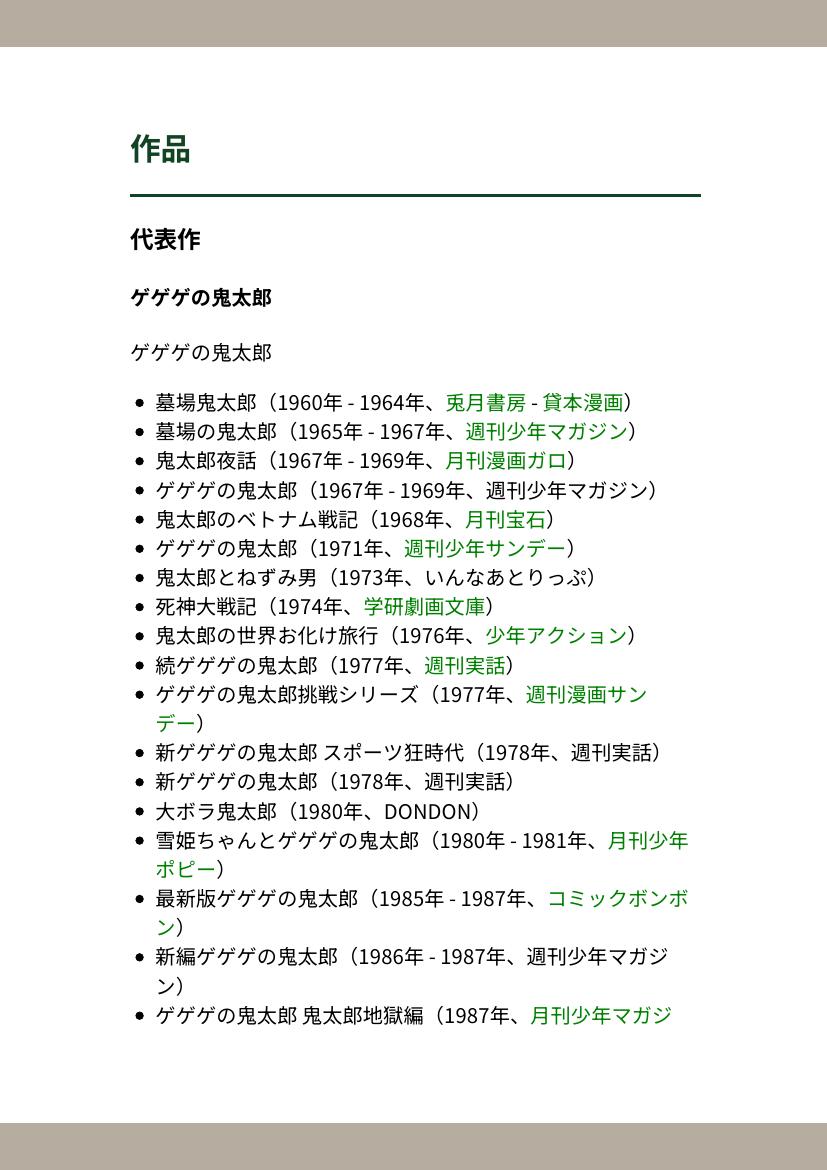 作品
代表作
ゲゲゲの鬼太郎
ゲゲゲの鬼太郎
• 墓場鬼太郎（1960年 - 1964年、兎月書房 - 貸本漫画）
• 墓場の鬼太郎（1965年 - 1967年、週刊少年マガジン）
• 鬼太郎夜話（1967年 - 1969年、月刊漫画ガロ）
• ゲゲゲの鬼太郎（1967年 - 1969年、週刊少年マガジン）
• 鬼太郎のベトナム戦記（1968年、月刊宝石）
• ゲゲゲの鬼太郎（1971年、週刊少年サンデー）
• 鬼太郎とねずみ男（1973年、いんなあとりっぷ）
• 死神大戦記（1974年、学研劇画文庫）
• 鬼太郎の世界お化け旅行（1976年、少年アクション）
• 続ゲゲゲの鬼太郎（1977年、週刊実話）
• ゲゲゲの鬼太郎挑戦シリーズ（1977年、週刊漫画サン
デー）
• 新ゲゲゲの鬼太郎 スポーツ狂時代（1978年、週刊実話）
• 新ゲゲゲの鬼太郎（1978年、週刊実話）
• 大ボラ鬼太郎（1980年、DONDON）
• 雪姫ちゃんとゲゲゲの鬼太郎（1980年 - 1981年、月刊少年
ポピー）
• 最新版ゲゲゲの鬼太郎（1985年 - 1987年、コミックボンボ
ン）
• 新編ゲゲゲの鬼太郎（1986年 - 1987年、週刊少年マガジ
ン）
• ゲゲゲの鬼太郎 鬼太郎地獄編（1987年、月刊少年マガジ